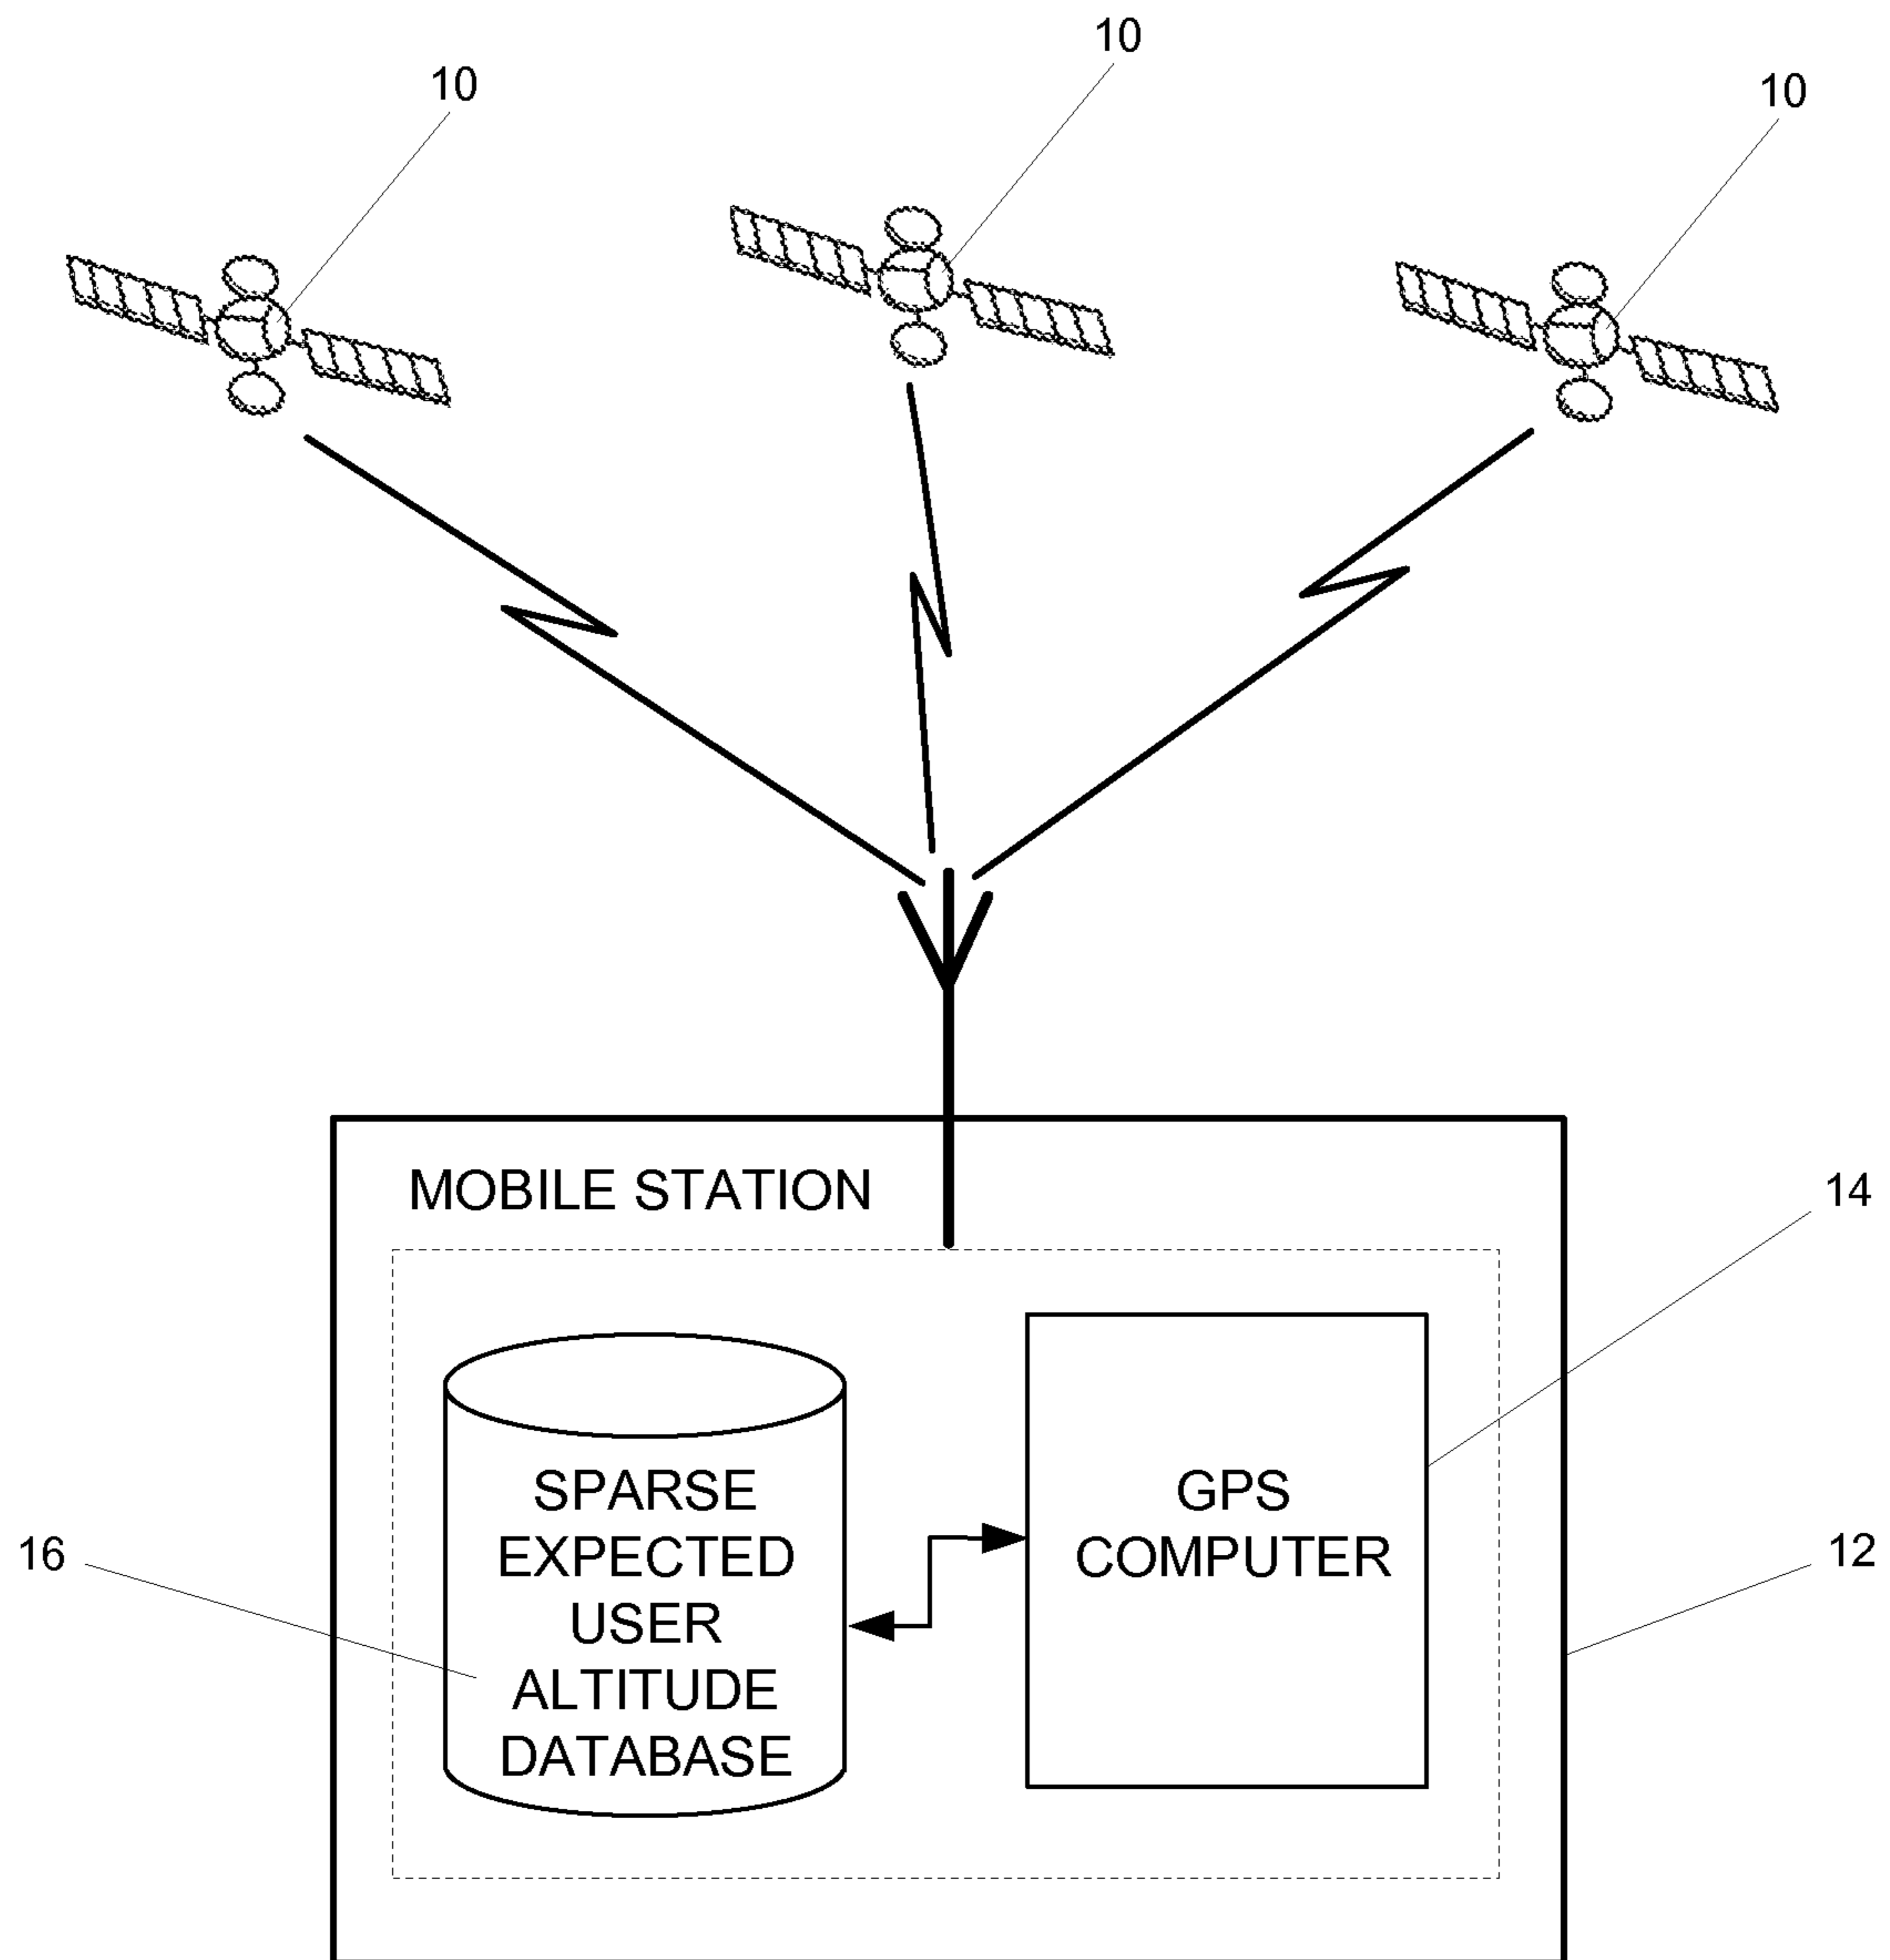 10
10
10
MOBILE STATION
14
SPARSE
EXPECTED
USER
ALTITUDE
DATABASE
GPS
COMPUTER
16
12